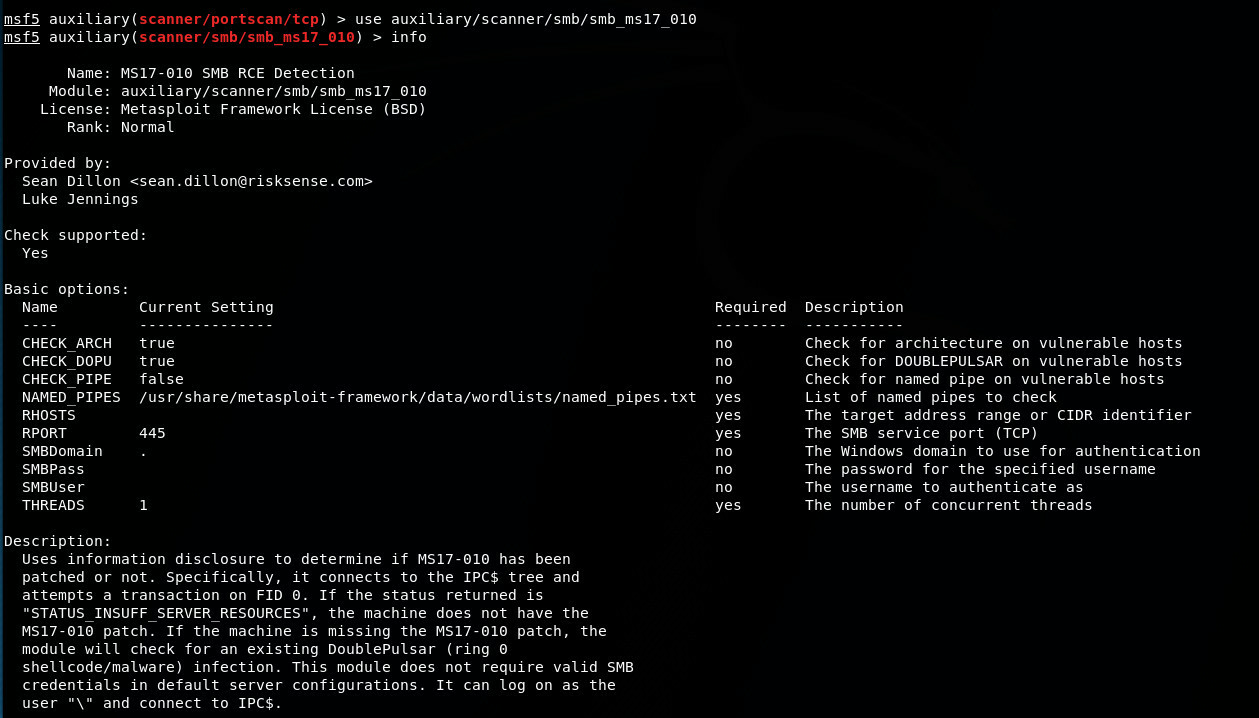 msf5 auxiliary(scanner/portscan/tcp) > use auxiliary/scanner/smb/smb_ms17_010
msf5 auxiliary(scanner/smb/smb_ms17_010) > info
Name: MS17-010 SMB RCE Detection
Module: auxiliary/scanner/smb/smb_ms17_010
License: Metasploit Framework License (BSD)
Rank: Normal
Provided by:
Sean Dillon <sean.dillon@risksense.com>
Luke Jennings
Check supported:
Yes
Basic options:
Name Current Setting Required Description
---- --------------- -------- -----------
CHECK_ARCH true no Check for architecture on vulnerable hosts
CHECK_DOPU true no Check for DOUBLEPULSAR on vulnerable hosts
CHECK_PIPE false no Check for named pipe on vulnerable hosts
NAMED_PIPES /usr/share/metasploit-framework/data/wordlists/named_pipes.txt yes List of named pipes to check
RHOSTS yes The target address range or CIDR identifier
RPORT 445 yes The SMB service port (TCP)
SMBDomain . no The Windows domain to use for authentication
SMBPass no The password for the specified username
SMBUser no The username to authenticate as
THREADS 1 yes The number of concurrent threads
Description:
Uses information disclosure to determine if MS17-010 has been
patched or not. Specifically, it connects to the IPC$ tree and
attempts a transaction on FID 0. If the status returned is
"STATUS_INSUFF_SERVER_RESOURCES", the machine does not have the
MS17-010 patch. If the machine is missing the MS17-010 patch, the
module will check for an existing DoublePulsar (ring 0
shellcode/malware) infection. This module does not require valid SMB
credentials in default server configurations. It can log on as the
user "\" and connect to IPC$.